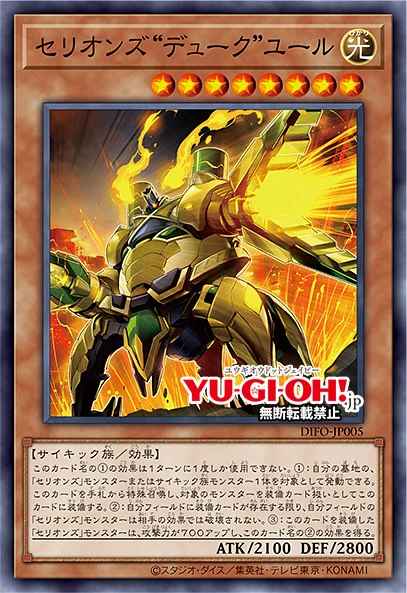 セリオンズ“デューク”ユール
光
ユウギオウドットジェイピー
YU-GI-OH!.jp
無断転載禁止
DIFO-JP005
【サイキック族／効果】
このカード名の①の効果は1ターンに1度しか使用できない。①：自分の墓地の、
「セリオンズ」モンスターまたはサイキック族モンスター1体を対象として発動できる。
このカードを手札から特殊召喚し、対象のモンスターを装備カード扱いとしてこの
カードに装備する。②：自分フィールドに装備カードが存在する限り、自分フィールドの
「セリオンズ」モンスターは相手の効果では破壊されない。③：このカードを装備した
「セリオンズ」モンスターは、攻撃力が700アップし、このカード名の②の効果を得る。
ATK/2100 DEF/2800
©スタジオ・ダイス／集英社・テレビ東京・KONAMI